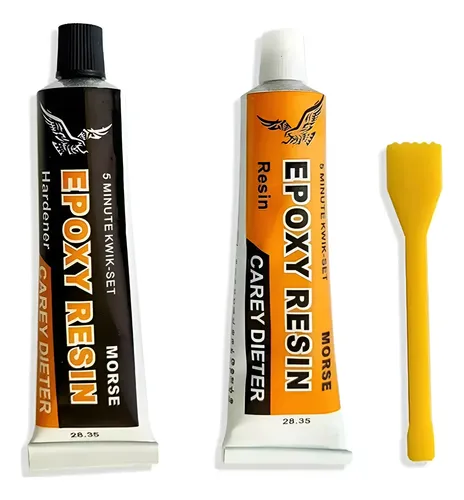 5 MINUTE KWIK-SET
EPOXY RESIN
Hardener
MORSE
CAREY DIETER
28.35
5 MINUTE KWIK-SET
EPOXY RESIN
Resin
MORSE
CAREY DIETER
28.35